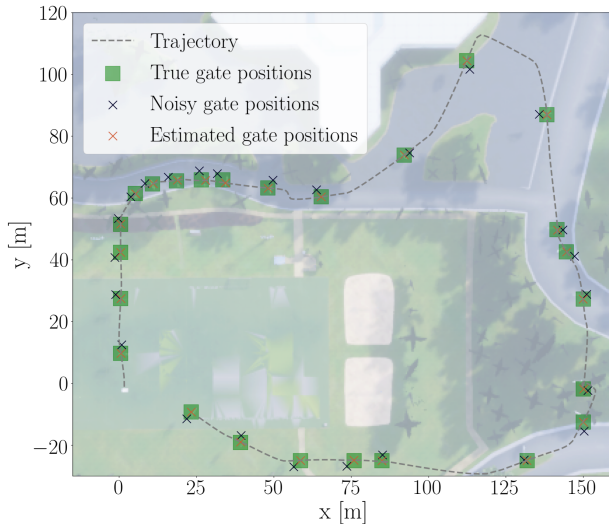 120
100
80
60
40
20
0
−20
y [m]
Trajectory
True gate positions
Noisy gate positions
Estimated gate positions
0 25 50 75 100 125 150
x [m]